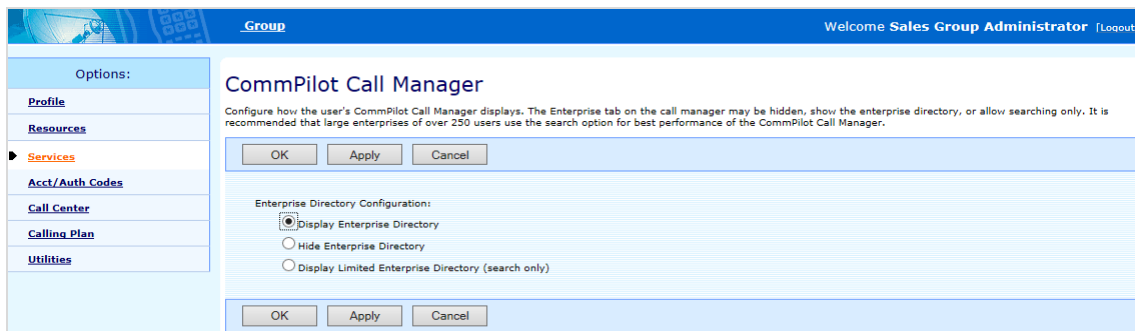 Group
Welcome Sales Group Administrator [Logout
Options:
Profile
Resources
Services
Acct/Auth Codes
Call Center
Calling Plan
Utilities
CommPilot Call Manager
Configure how the user's CommPilot Call Manager displays. The Enterprise tab on the call manager may be hidden, show the enterprise directory, or allow searching only. It is
recommended that large enterprises of over 250 users use the search option for best performance of the CommPilot Call Manager.
OK Apply Cancel
Enterprise Directory Configuration:
Display Enterprise Directory
Hide Enterprise Directory
Display Limited Enterprise Directory (search only)
OK Apply Cancel